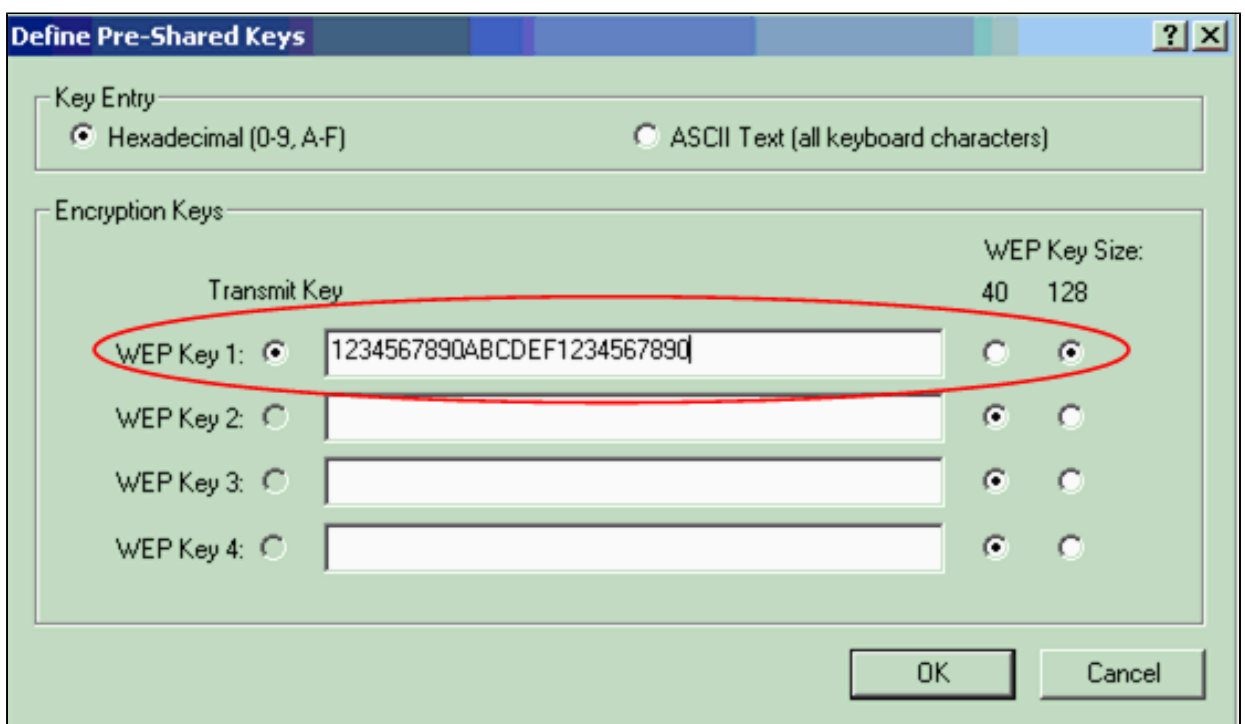 Define Pre-Shared Keys ? X
Key Entry
Hexadecimal (0-9, A-F) ASCII Text (all keyboard characters)
Encryption Keys
WEP Key Size:
Transmit Key 40 128
WEP Key 1: 1234567890ABCDEF1234567890
WEP Key 2:
WEP Key 3:
WEP Key 4:
OK Cancel